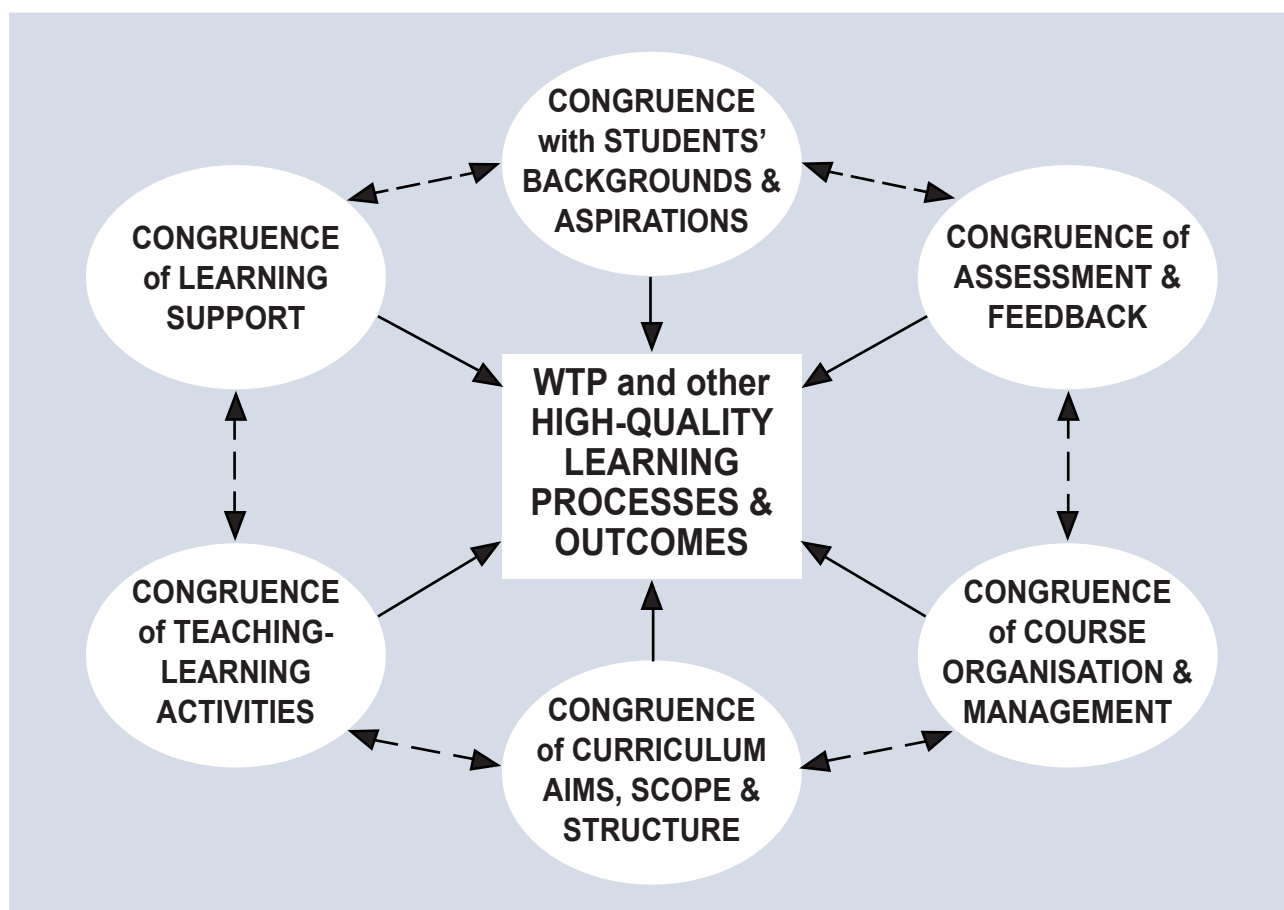 CONGRUENCE
with STUDENTS’
BACKGROUNDS &
ASPIRATIONS
CONGRUENCE
of LEARNING
SUPPORT
CONGRUENCE of
ASSESSMENT &
FEEDBACK
WTP and other
HIGH-QUALITY
LEARNING
PROCESSES &
OUTCOMES
CONGRUENCE
of TEACHING-
LEARNING
ACTIVITIES
CONGRUENCE
of COURSE
ORGANISATION &
MANAGEMENT
CONGRUENCE
of CURRICULUM
AIMS, SCOPE &
STRUCTURE